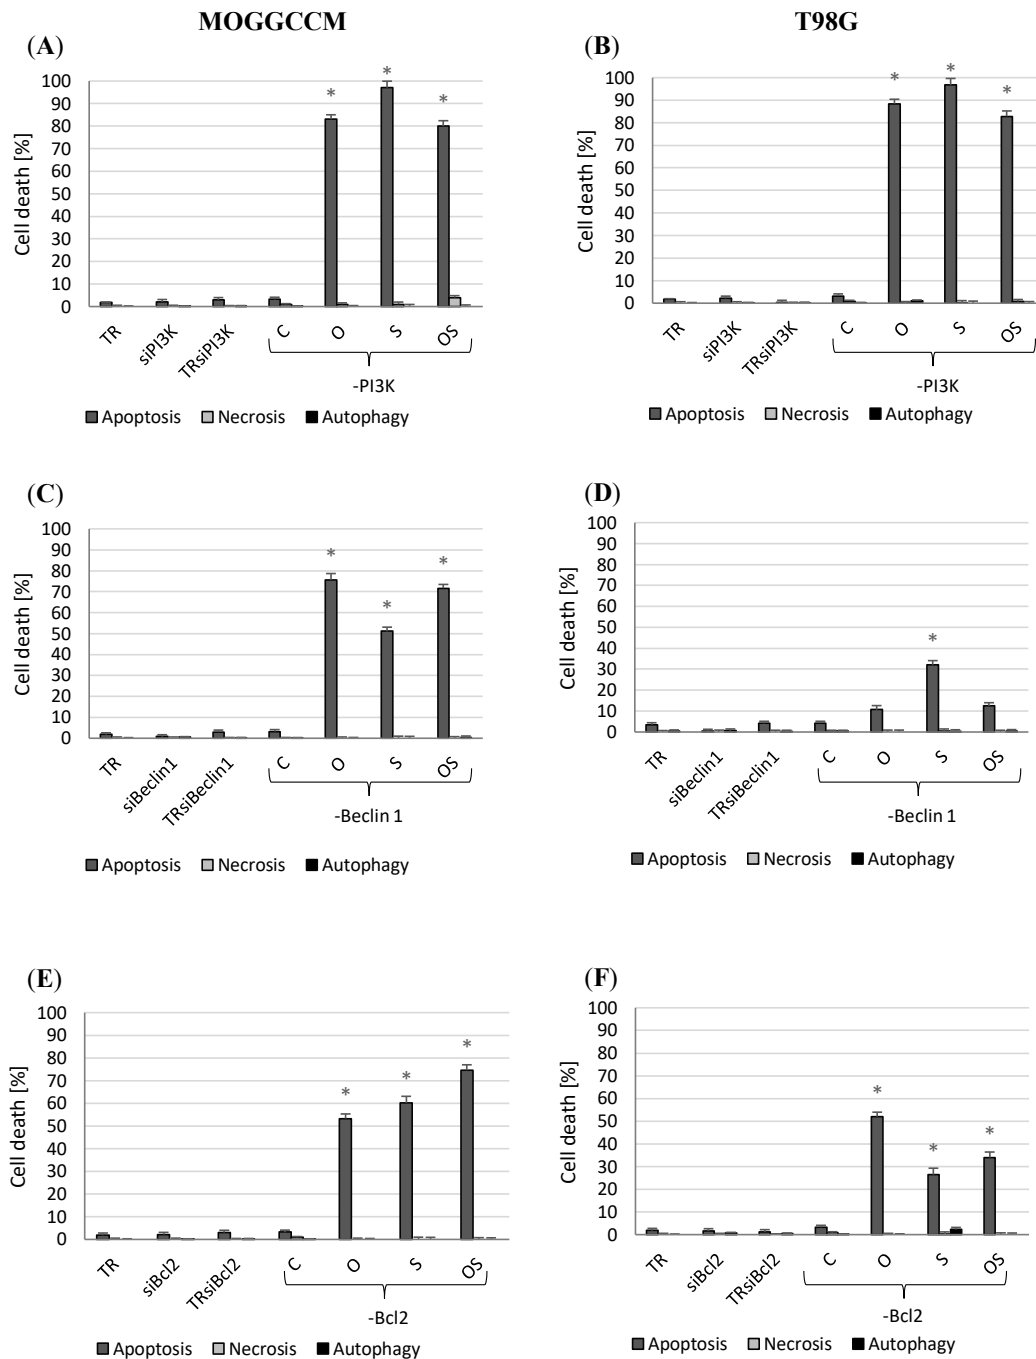 MOGGCCM
T98G
(A)
Cell death [%]
100
90
80
70
60
50
40
30
20
10
0
*
*
*
TR
siPI3K
TRsiPI3K
C
O
S
OS
-PI3K
Apoptosis Necrosis Autophagy
(B)
Cell death [%]
100
90
80
70
60
50
40
30
20
10
0
*
*
*
TR
siPI3K
TRsiPI3K
C
O
S
OS
-PI3K
Apoptosis Necrosis Autophagy
(C)
Cell death [%]
100
90
80
70
60
50
40
30
20
10
0
*
*
*
TR
siBeclin1
TRsiBeclin1
C
O
S
OS
-Beclin 1
Apoptosis Necrosis Autophagy
(D)
Cell death [%]
100
90
80
70
60
50
40
30
20
10
0
*
TR
siBeclin1
TRsiBeclin1
C
O
S
OS
-Beclin 1
Apoptosis Necrosis Autophagy
(E)
Cell death [%]
100
90
80
70
60
50
40
30
20
10
0
*
*
*
TR
siBcl2
TRsiBcl2
C
O
S
OS
-Bcl2
Apoptosis Necrosis Autophagy
(F)
Cell death [%]
100
90
80
70
60
50
40
30
20
10
0
*
*
*
TR
siBcl2
TRsiBcl2
C
O
S
OS
-Bcl2
Apoptosis Necrosis Autophagy